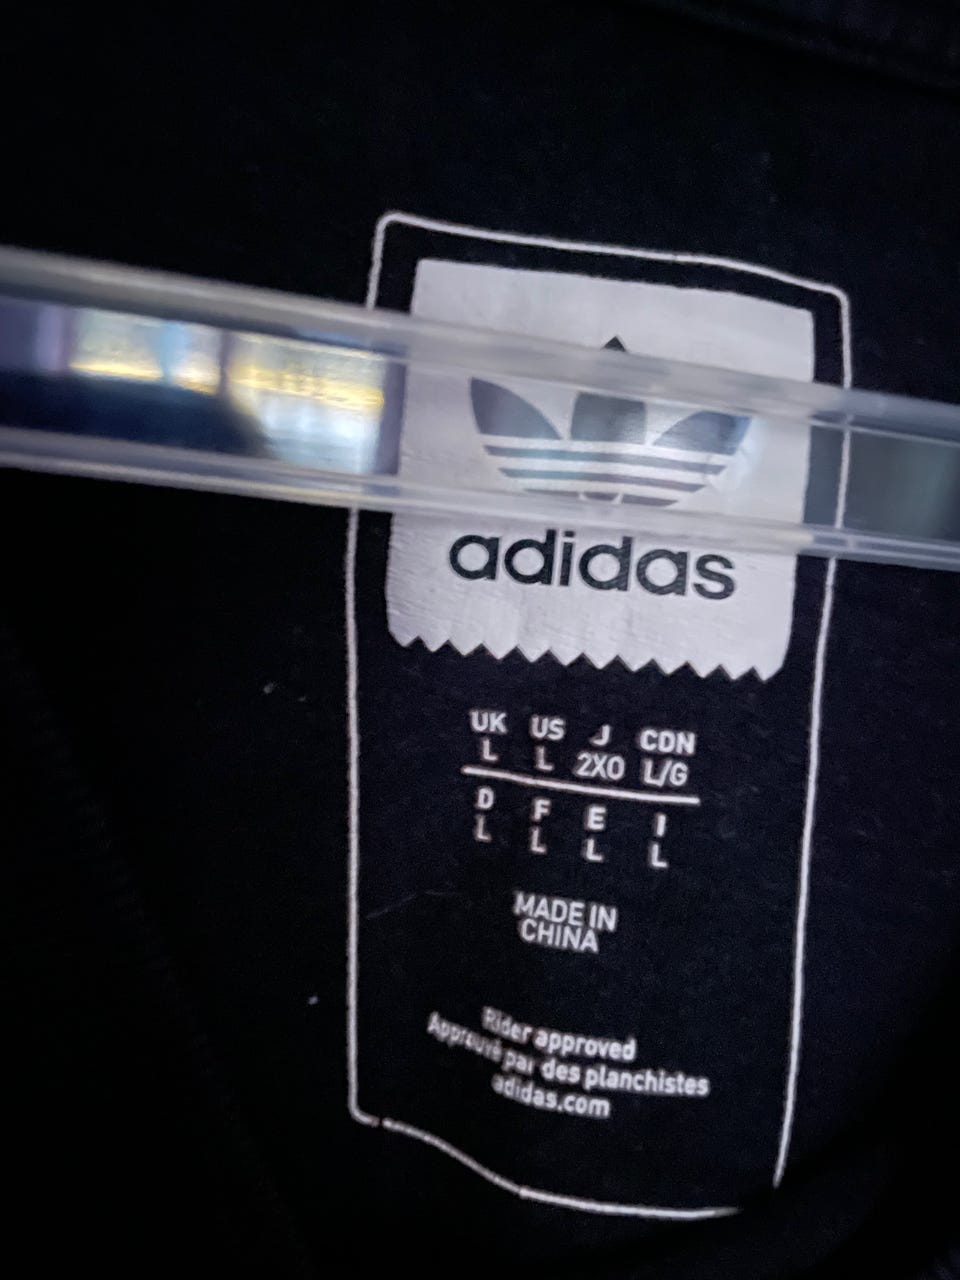 adidas
UK US J CDN
L L 2XO L/G
D F E I
L L L L
MADE IN
CHINA
Rider approved
Approuvé par des planchistes
adidas.com